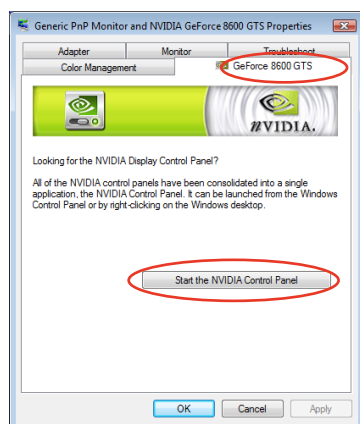 Generic PnP Monitor and NVIDIA GeForce 8600 GTS Properties
Adapter Monitor Troubleshoot
Color Management GeForce 8600 GTS
NVIDIA.
Looking for the NVIDIA Display Control Panel?
All of the NVIDIA control panels have been consolidated into a single
application, the NVIDIA Control Panel. It can be launched from the Windows
Control Panel or by right-clicking on the Windows desktop.
Start the NVIDIA Control Panel
OK Cancel Apply